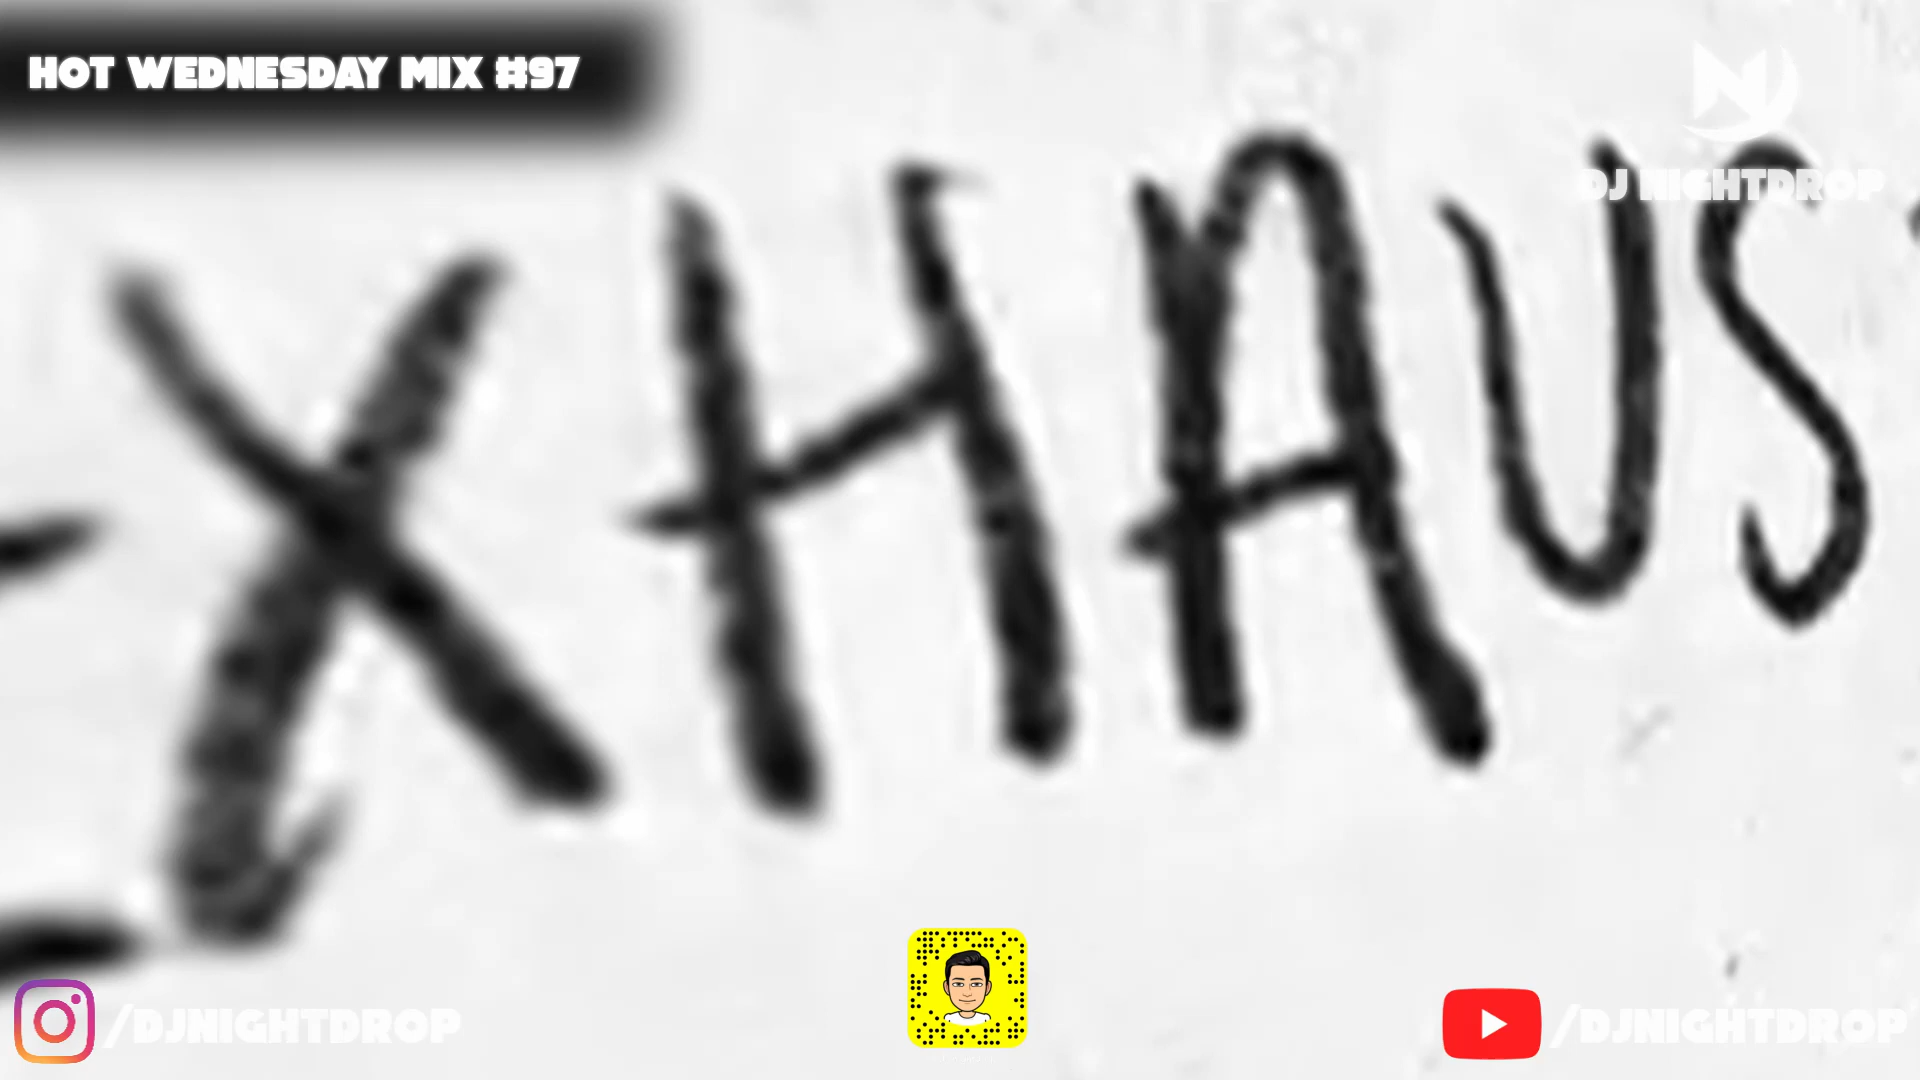 HOT WEDNESDAY MIX #97
DJ NIGHTDROP
XHAUS
/DJNIGHTDROP
/DJNIGHTDROP